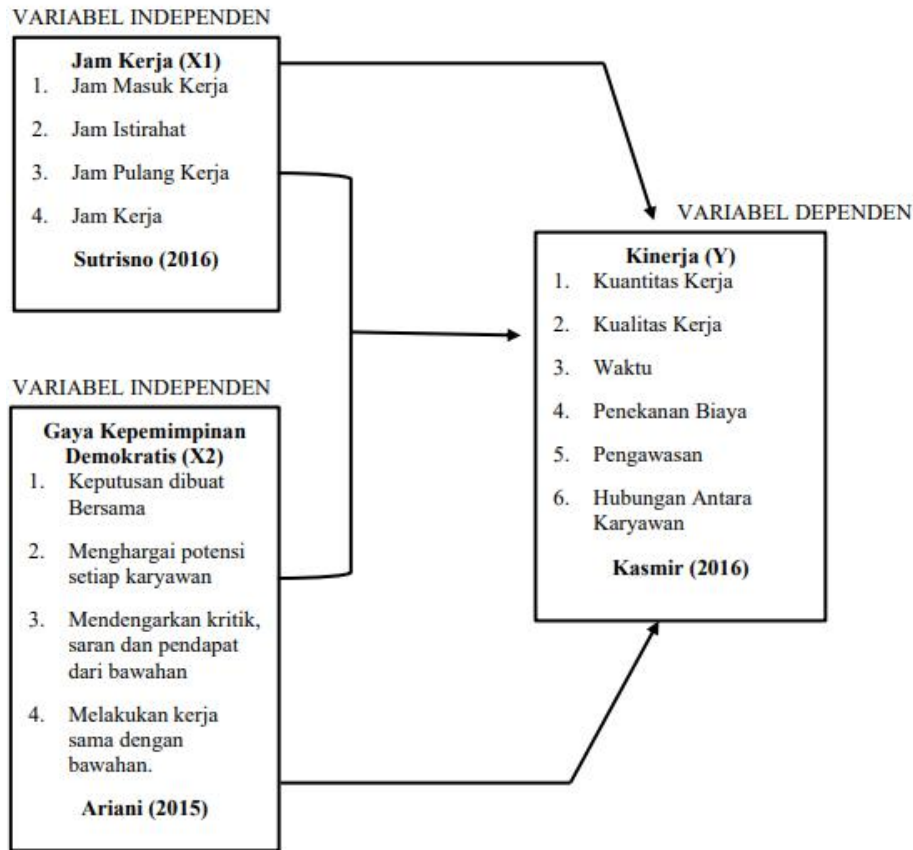 VARIABEL INDEPENDEN
Jam Kerja (X1)
1. Jam Masuk Kerja
2. Jam Istirahat
3. Jam Pulang Kerja
4. Jam Kerja
Sutrisno (2016)
VARIABEL INDEPENDEN
Gaya Kepemimpinan
Demokratis (X2)
1. Keputusan dibuat
Bersama
2. Menghargai potensi
setiap karyawan
3. Mendengarkan kritik,
saran dan pendapat
dari bawahan
4. Melakukan kerja
sama dengan
bawahan.
Ariani (2015)
VARIABEL DEPENDEN
Kinerja (Y)
1. Kuantitas Kerja
2. Kualitas Kerja
3. Waktu
4. Penekanan Biaya
5. Pengawasan
6. Hubungan Antara
Karyawan
Kasmir (2016)